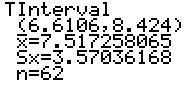 TInterval
(6.6106,8.424)
x̄=7.517258065
Sx=3.57036168
n=62